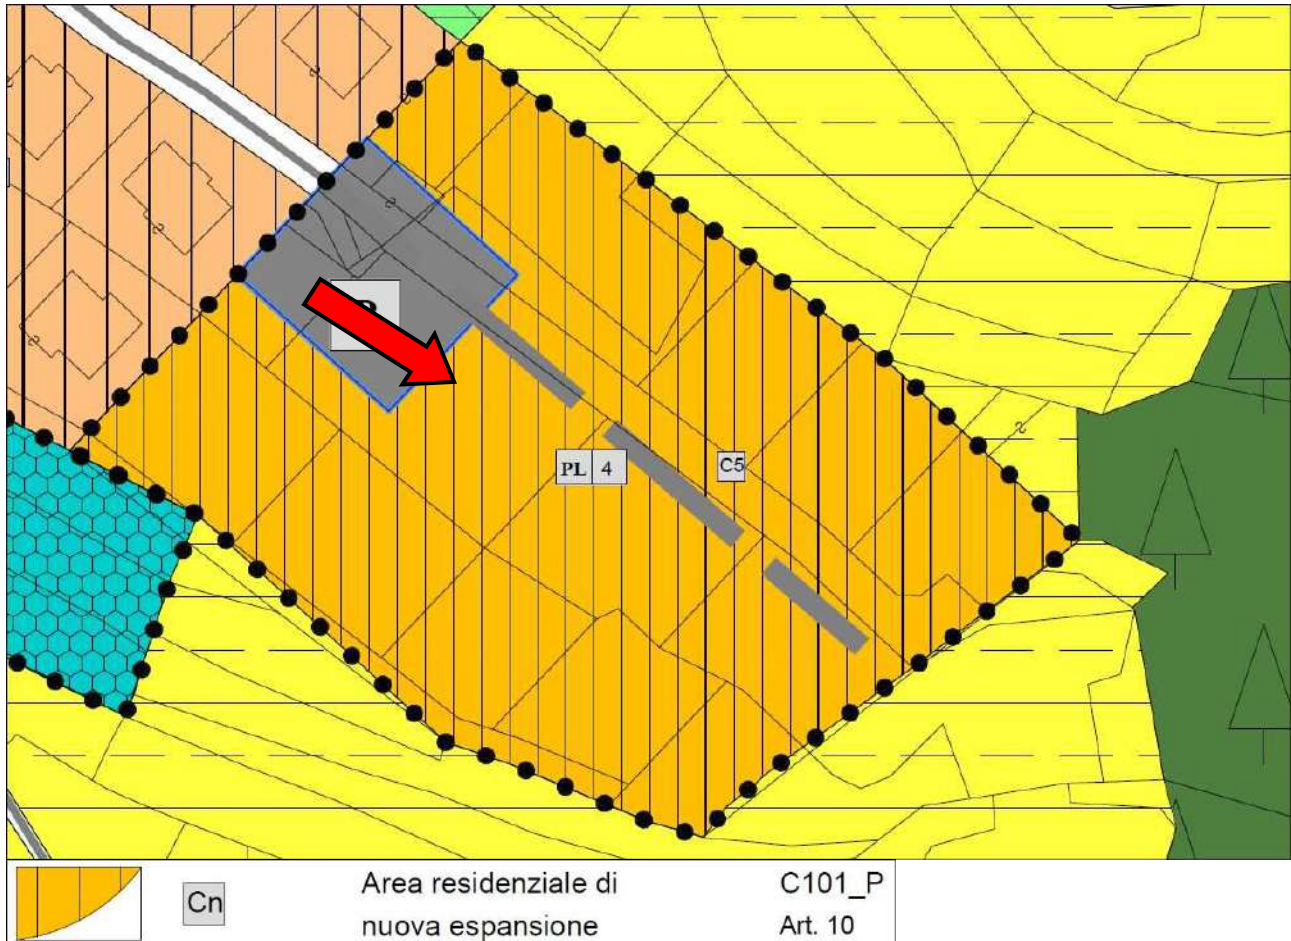 PL 4
C5
Cn
Area residenziale di
nuova espansione
C101_P
Art. 10